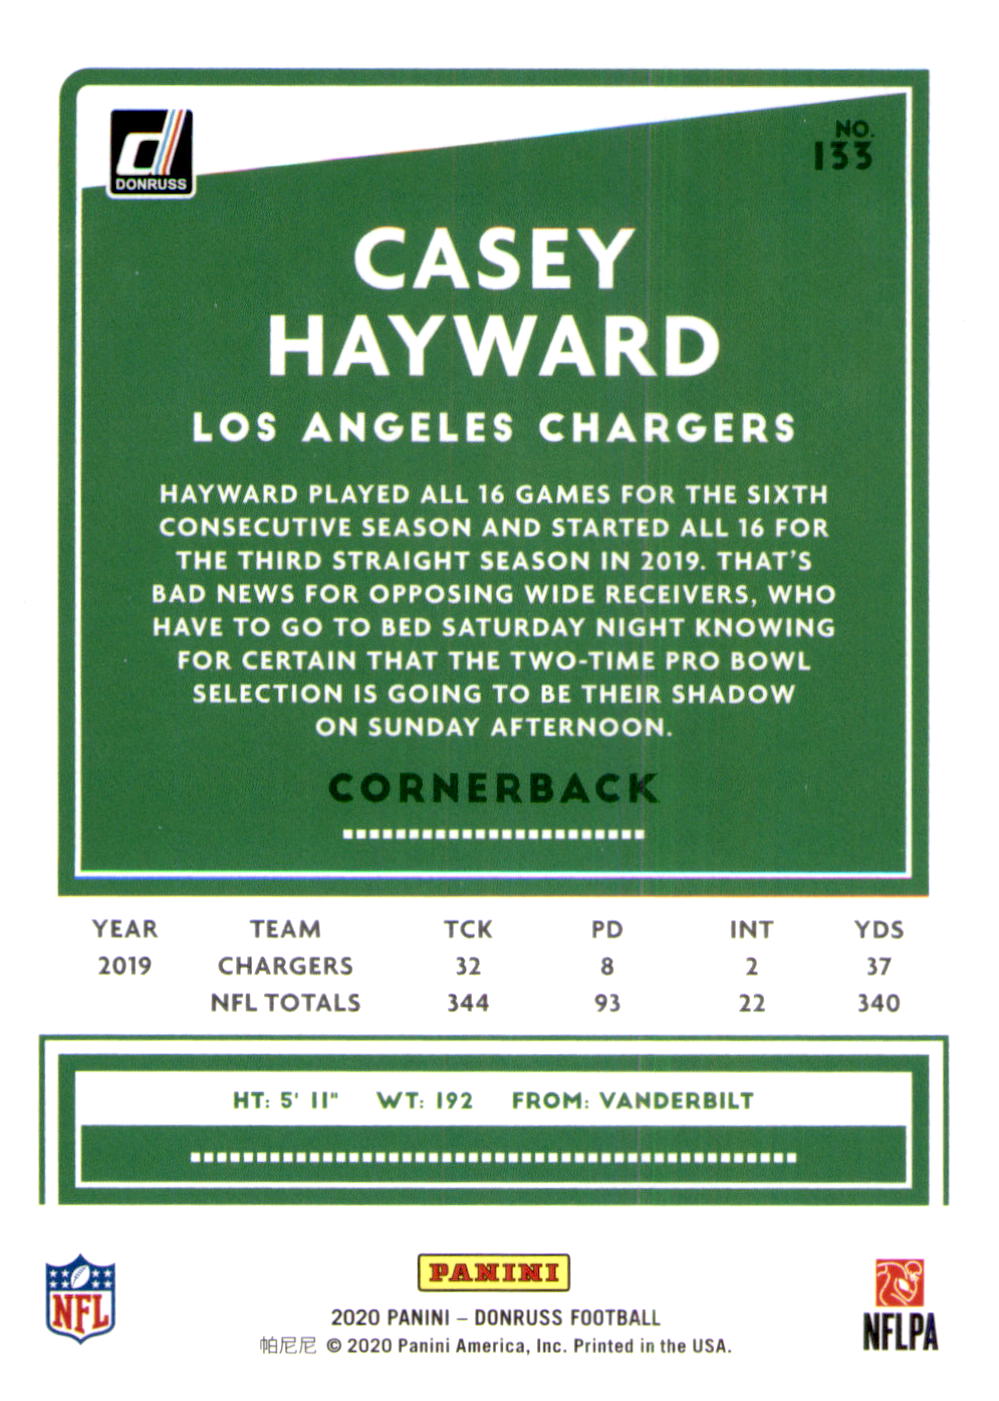 DONRUSS
NO.
133
CASEY
HAYWARD
LOS ANGELES CHARGERS
HAYWARD PLAYED ALL 16 GAMES FOR THE SIXTH
CONSECUTIVE SEASON AND STARTED ALL 16 FOR
THE THIRD STRAIGHT SEASON IN 2019. THAT'S
BAD NEWS FOR OPPOSING WIDE RECEIVERS, WHO
HAVE TO GO TO BED SATURDAY NIGHT KNOWING
FOR CERTAIN THAT THE TWO-TIME PRO BOWL
SELECTION IS GOING TO BE THEIR SHADOW
ON SUNDAY AFTERNOON.
CORNERBACK
YEAR TEAM TCK PD INT YDS
2019 CHARGERS 32 8 2 37
NFL TOTALS 344 93 22 340
HT: 5' 11" WT: 192 FROM: VANDERBILT
NFL
PANINI
2020 PANINI – DONRUSS FOOTBALL
帕尼尼 © 2020 Panini America, Inc. Printed in the USA.
NFLPA